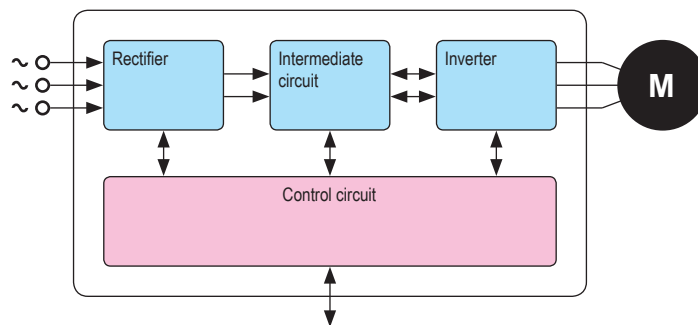 Rectifier
Intermediate
circuit
Inverter
M
Control circuit
~
~
~